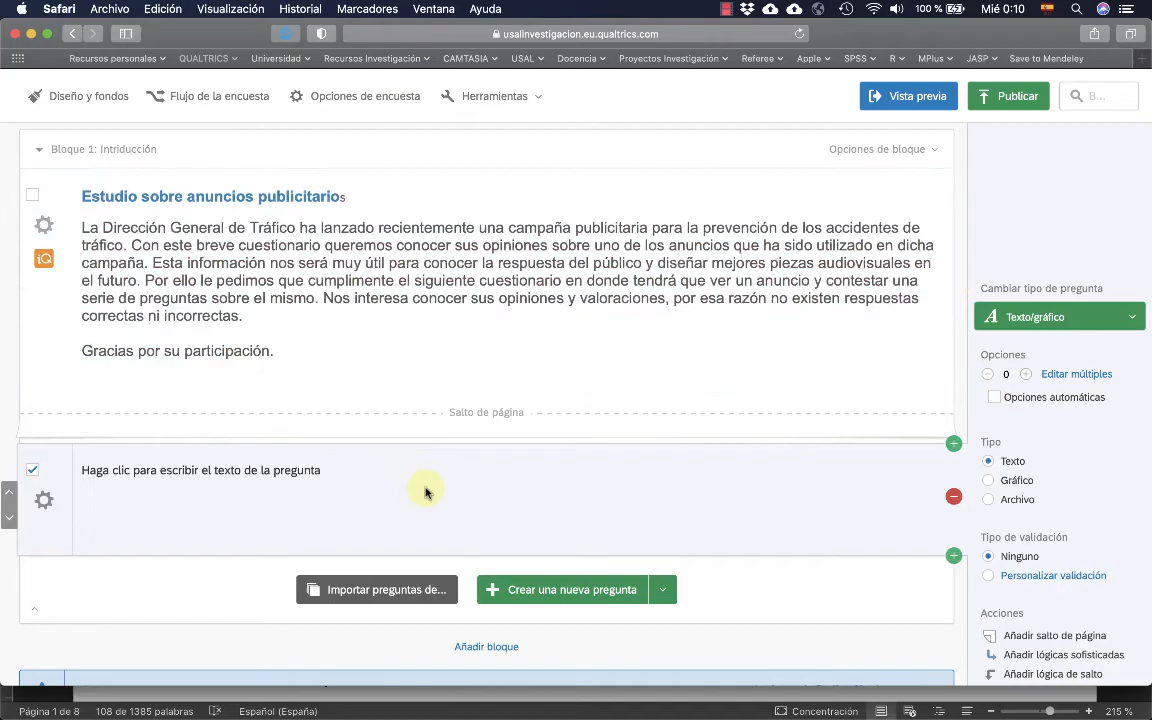 Safari Archivo Edición Visualización Historial Marcadores Ventana Ayuda 100 % Mié 0:10
usalinvestigacion.eu.qualtrics.com
Recursos personales QUALTRICS Universidad Recursos Investigación CAMTASIA USAL Docencia Proyectos Investigación Referee Apple SPSS R MPlus JASP Save to Mendeley
Diseño y fondos Flujo de la encuesta Opciones de encuesta Herramientas Vista previa Publicar B...
Bloque 1: Intriducción Opciones de bloque
Estudio sobre anuncios publicitarios
iQ
La Dirección General de Tráfico ha lanzado recientemente una campaña publicitaria para la prevención de los accidentes de
tráfico. Con este breve cuestionario queremos conocer sus opiniones sobre uno de los anuncios que ha sido utilizado en dicha
campaña. Esta información nos será muy útil para conocer la respuesta del público y diseñar mejores piezas audiovisuales en
el futuro. Por ello le pedimos que cumplimente el siguiente cuestionario en donde tendrá que ver un anuncio y contestar una
serie de preguntas sobre el mismo. Nos interesa conocer sus opiniones y valoraciones, por esa razón no existen respuestas
correctas ni incorrectas.
Gracias por su participación.
Salto de página
Haga clic para escribir el texto de la pregunta
Importar preguntas de... Crear una nueva pregunta
Añadir bloque
Cambiar tipo de pregunta
A Texto/gráfico
Opciones
0 Editar múltiples
Opciones automáticas
Tipo
Texto
Gráfico
Archivo
Tipo de validación
Ninguno
Personalizar validación
Acciones
Añadir salto de página
Añadir lógicas sofisticadas
Añadir lógica de salto
Página 1 de 8 108 de 1385 palabras Español (España) Concentración 215 %